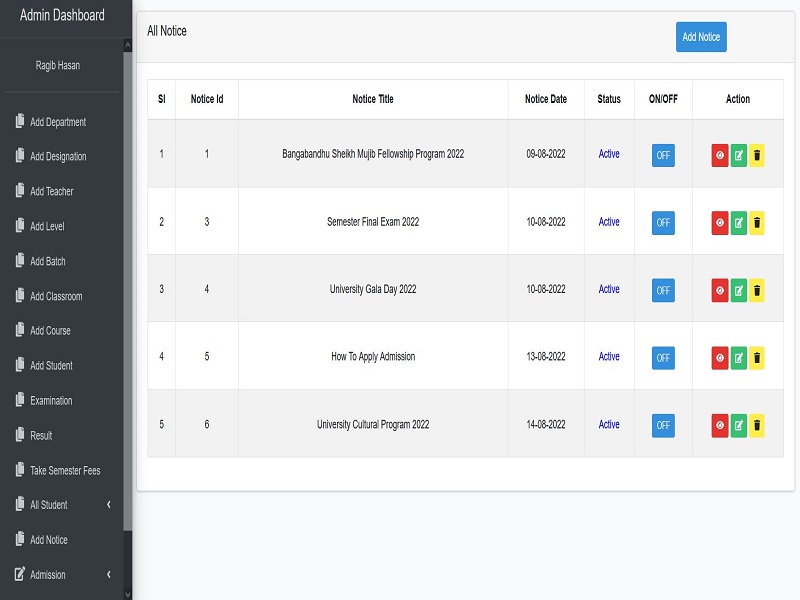 Admin Dashboard
Ragib Hasan
Add Department
Add Designation
Add Teacher
Add Level
Add Batch
Add Classroom
Add Course
Add Student
Examination
Result
Take Semester Fees
All Student
Add Notice
Admission
All Notice
Add Notice
Sl Notice Id Notice Title Notice Date Status ON/OFF Action
1 1 Bangabandhu Sheikh Mujib Fellowship Program 2022 09-08-2022 Active OFF
2 3 Semester Final Exam 2022 10-08-2022 Active OFF
3 4 University Gala Day 2022 10-08-2022 Active OFF
4 5 How To Apply Admission 13-08-2022 Active OFF
5 6 University Cultural Program 2022 14-08-2022 Active OFF